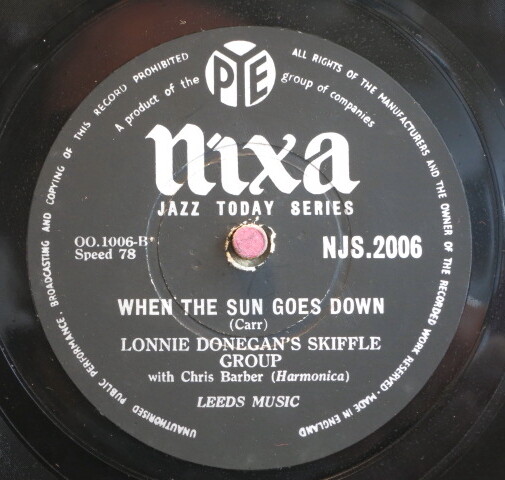 UNAUTHORISED PUBLIC PERFORMANCE, BROADCASTING AND COPYING OF THIS RECORD PROHIBITED
ALL RIGHTS OF THE MANUFACTURERS AND THE OWNER OF THE RECORDED WORK RESERVED · MADE IN ENGLAND
A product of the PYE group of companies
nixa
JAZZ TODAY SERIES
OO.1006-B
Speed 78
NJS.2006
WHEN THE SUN GOES DOWN
(Carr)
LONNIE DONEGAN'S SKIFFLE
GROUP
with Chris Barber (Harmonica)
LEEDS MUSIC